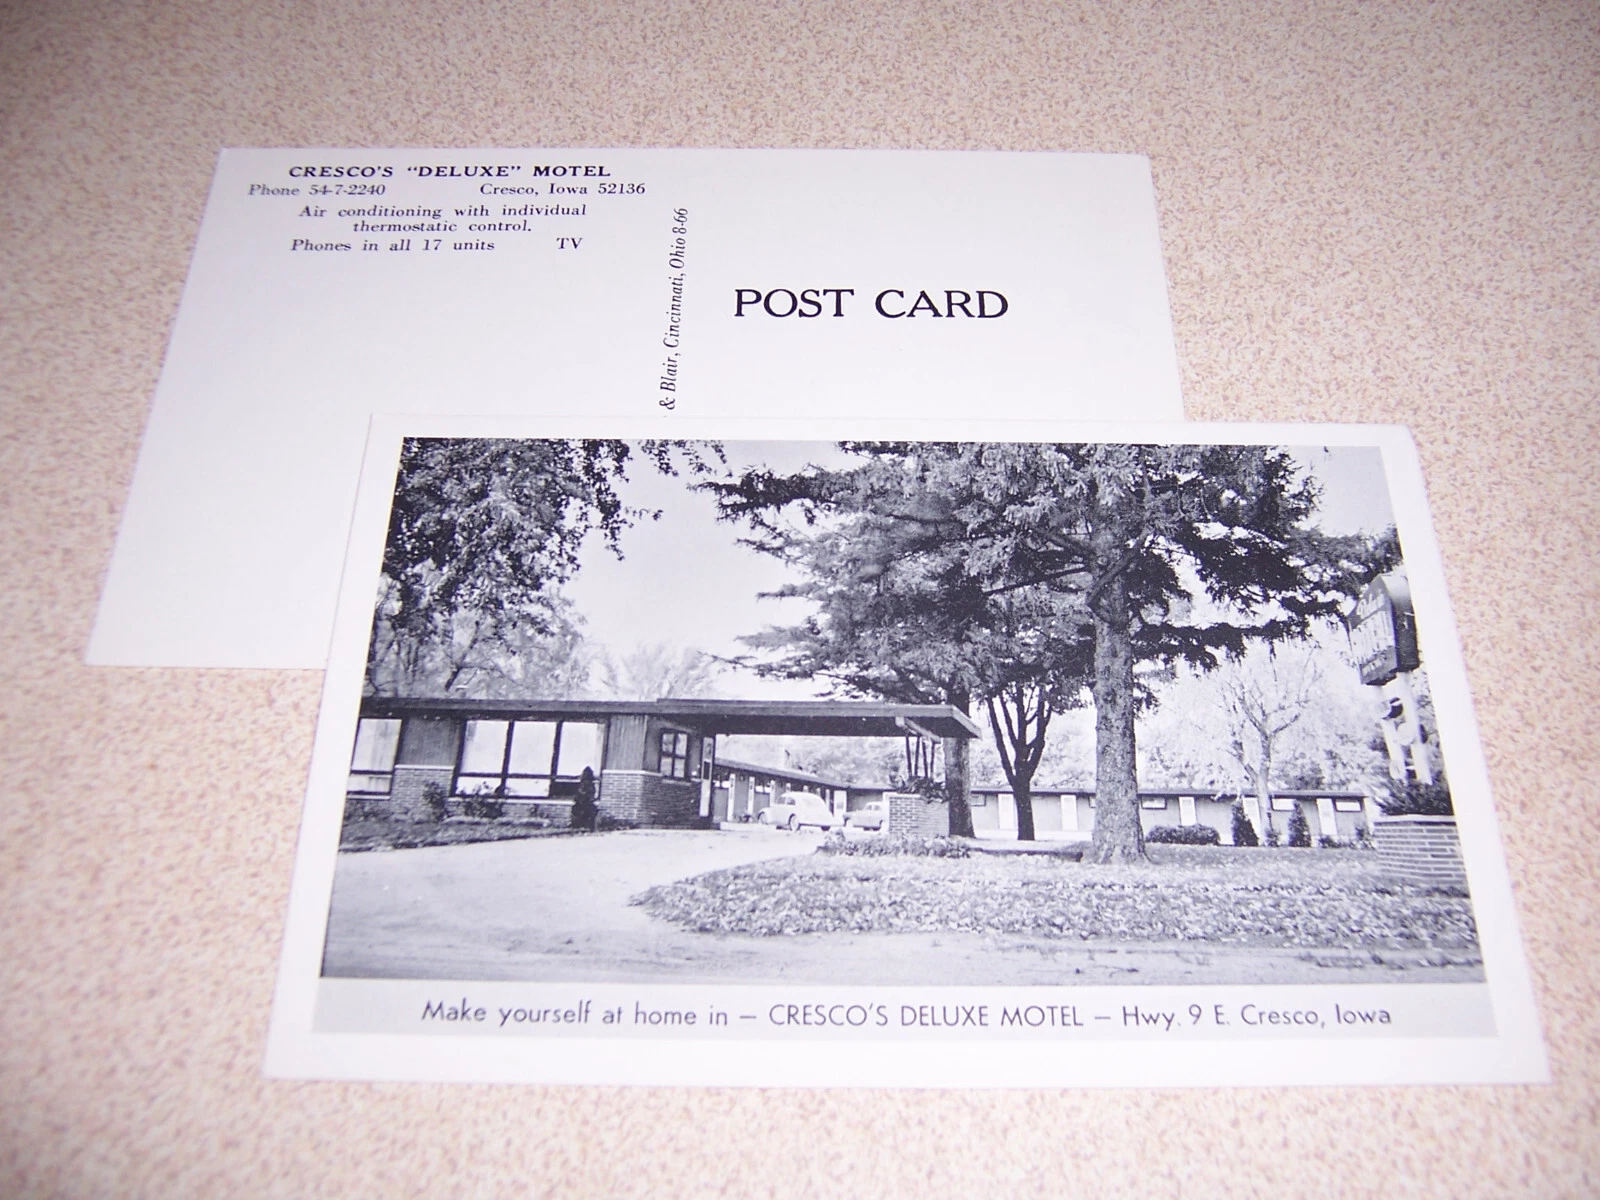 CRESCO'S "DELUXE" MOTEL
Phone 54-7-2240 Cresco, Iowa 52136
Air conditioning with individual
thermostatic control.
Phones in all 17 units TV
& Blair, Cincinnati, Ohio 8-66
POST CARD
Make yourself at home in — CRESCO'S DELUXE MOTEL — Hwy. 9 E. Cresco, Iowa